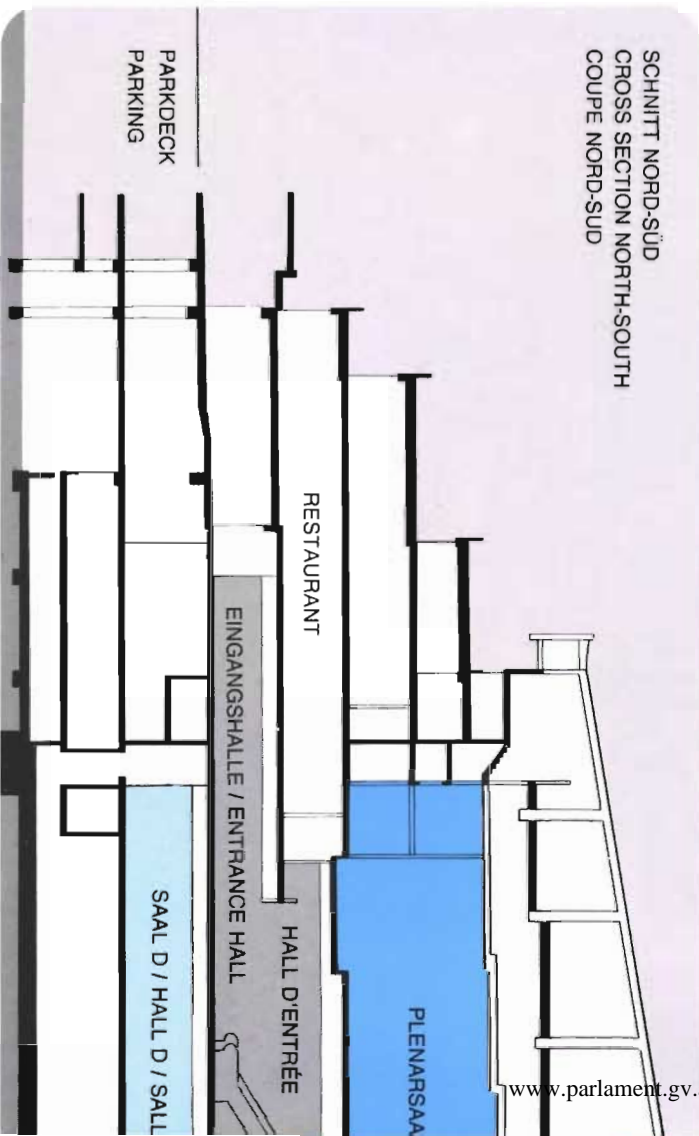 SCHNITT NORD-SÜD
CROSS SECTION NORTH-SOUTH
COUPE NORD-SUD
PARKDECK
PARKING
RESTAURANT
EINGANGSHALLE / ENTRANCE HALL
HALL D'ENTRÉE
PLENARSAA
SAAL D / HALL D / SALL
www.parlament.gv.